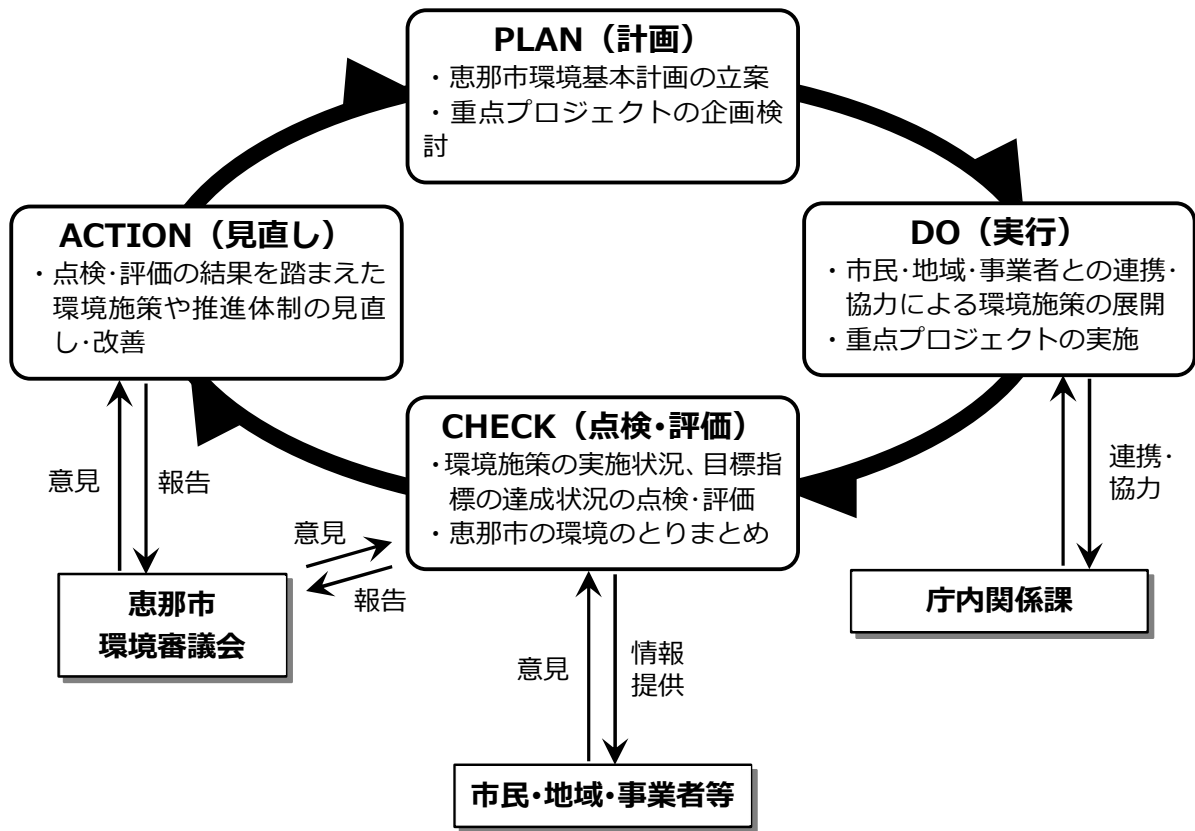 PLAN（計画）
・恵那市環境基本計画の立案
・重点プロジェクトの企画検
討
ACTION（見直し）
・点検・評価の結果を踏まえた
環境施策や推進体制の見直
し・改善
DO（実行）
・市民・地域・事業者との連携・
協力による環境施策の展開
・重点プロジェクトの実施
CHECK（点検・評価）
・環境施策の実施状況、目標指
標の達成状況の点検・評価
・恵那市の環境のとりまとめ
意見
報告
意見
報告
連携・
協力
恵那市
環境審議会
庁内関係課
意見
情報
提供
市民・地域・事業者等